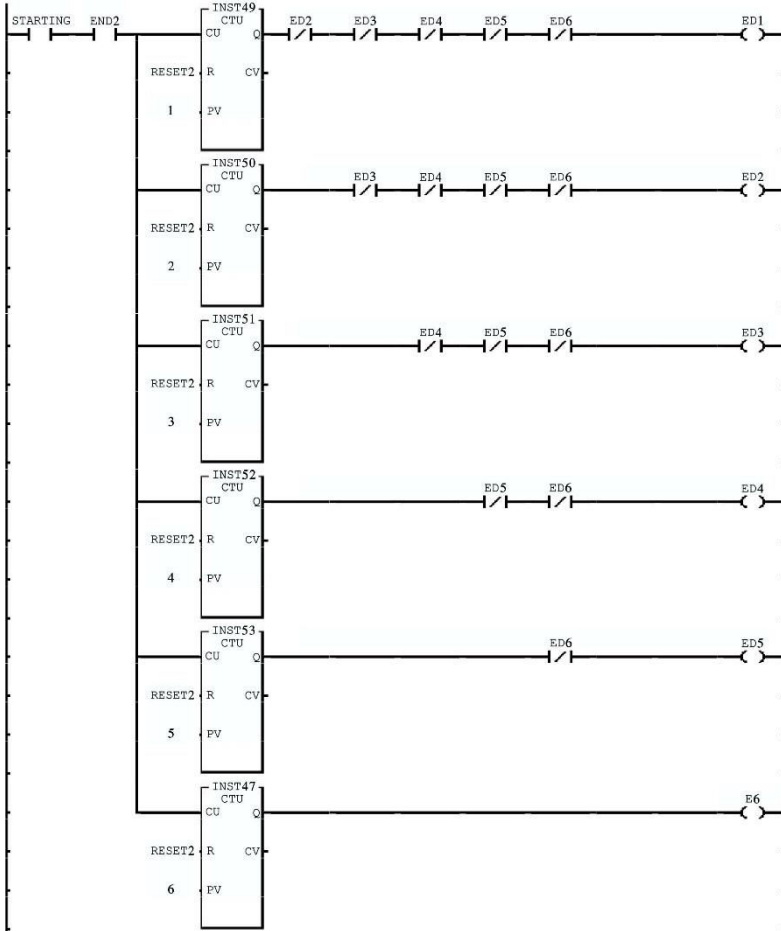 INST49
STARTING END2 CTU ED2 ED3 ED4 ED5 ED6 ED1
CU Q
RESET2 R CV
1 PV
INST50
CTU ED3 ED4 ED5 ED6 ED2
CU Q
RESET2 R CV
2 PV
INST51
CTU ED4 ED5 ED6 ED3
CU Q
RESET2 R CV
3 PV
INST52
CTU ED5 ED6 ED4
CU Q
RESET2 R CV
4 PV
INST53
CTU ED6 ED5
CU Q
RESET2 R CV
5 PV
INST47
CTU E6
CU Q
RESET2 R CV
6 PV